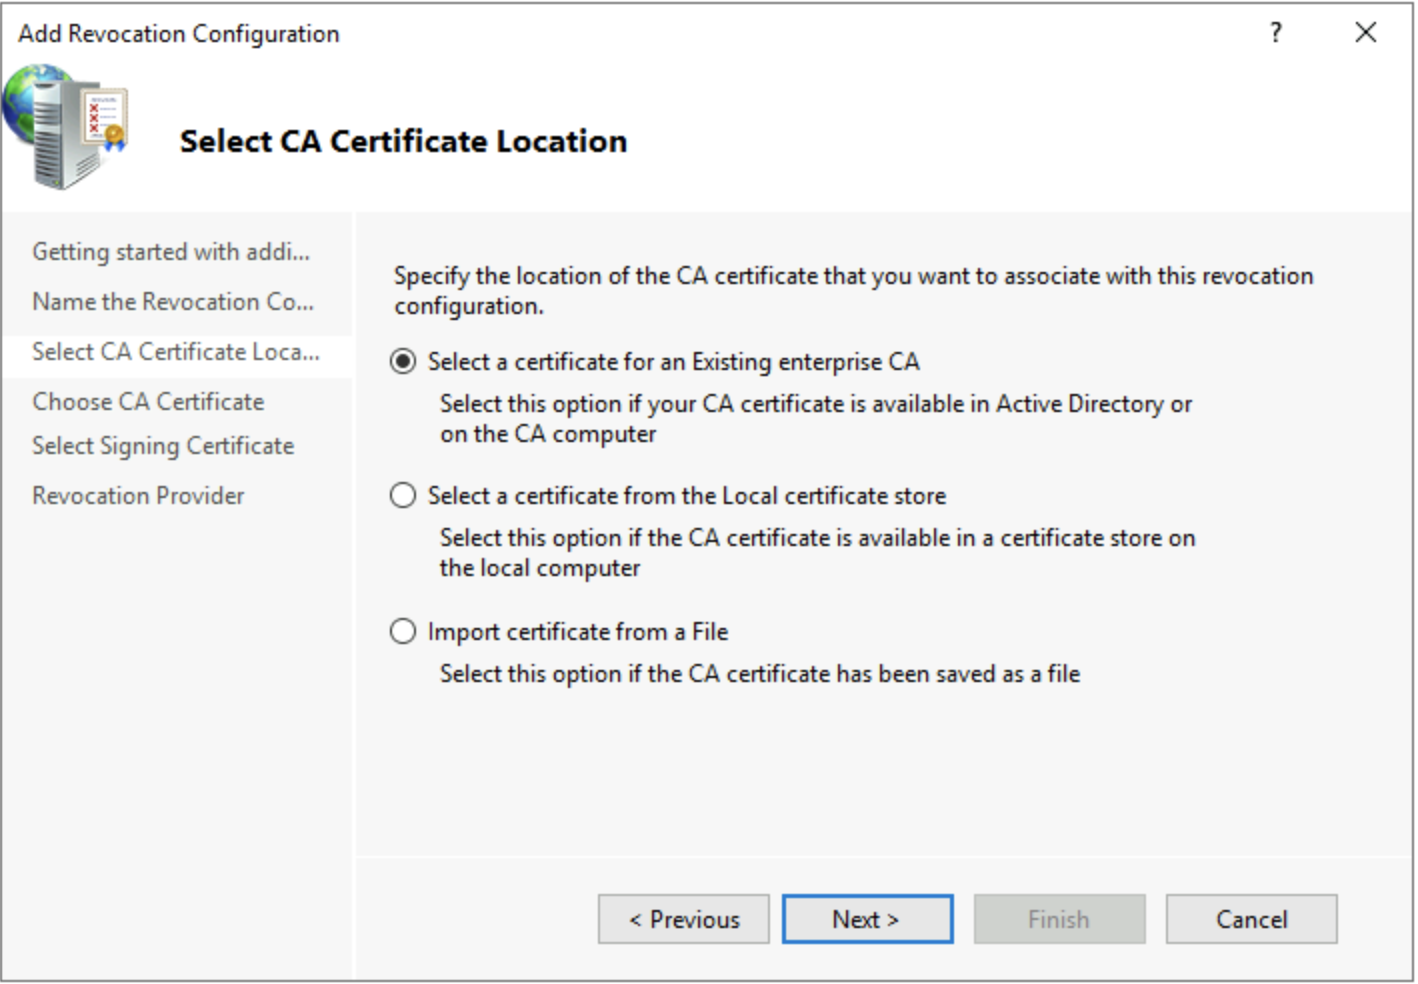 Add Revocation Configuration
?
Select CA Certificate Location
Getting started with addi...
Name the Revocation Co...
Select CA Certificate Loca...
Choose CA Certificate
Select Signing Certificate
Revocation Provider
Specify the location of the CA certificate that you want to associate with this revocation
configuration.
Select a certificate for an Existing enterprise CA
Select this option if your CA certificate is available in Active Directory or
on the CA computer
Select a certificate from the Local certificate store
Select this option if the CA certificate is available in a certificate store on
the local computer
Import certificate from a File
Select this option if the CA certificate has been saved as a file
< Previous
Next >
Finish
Cancel